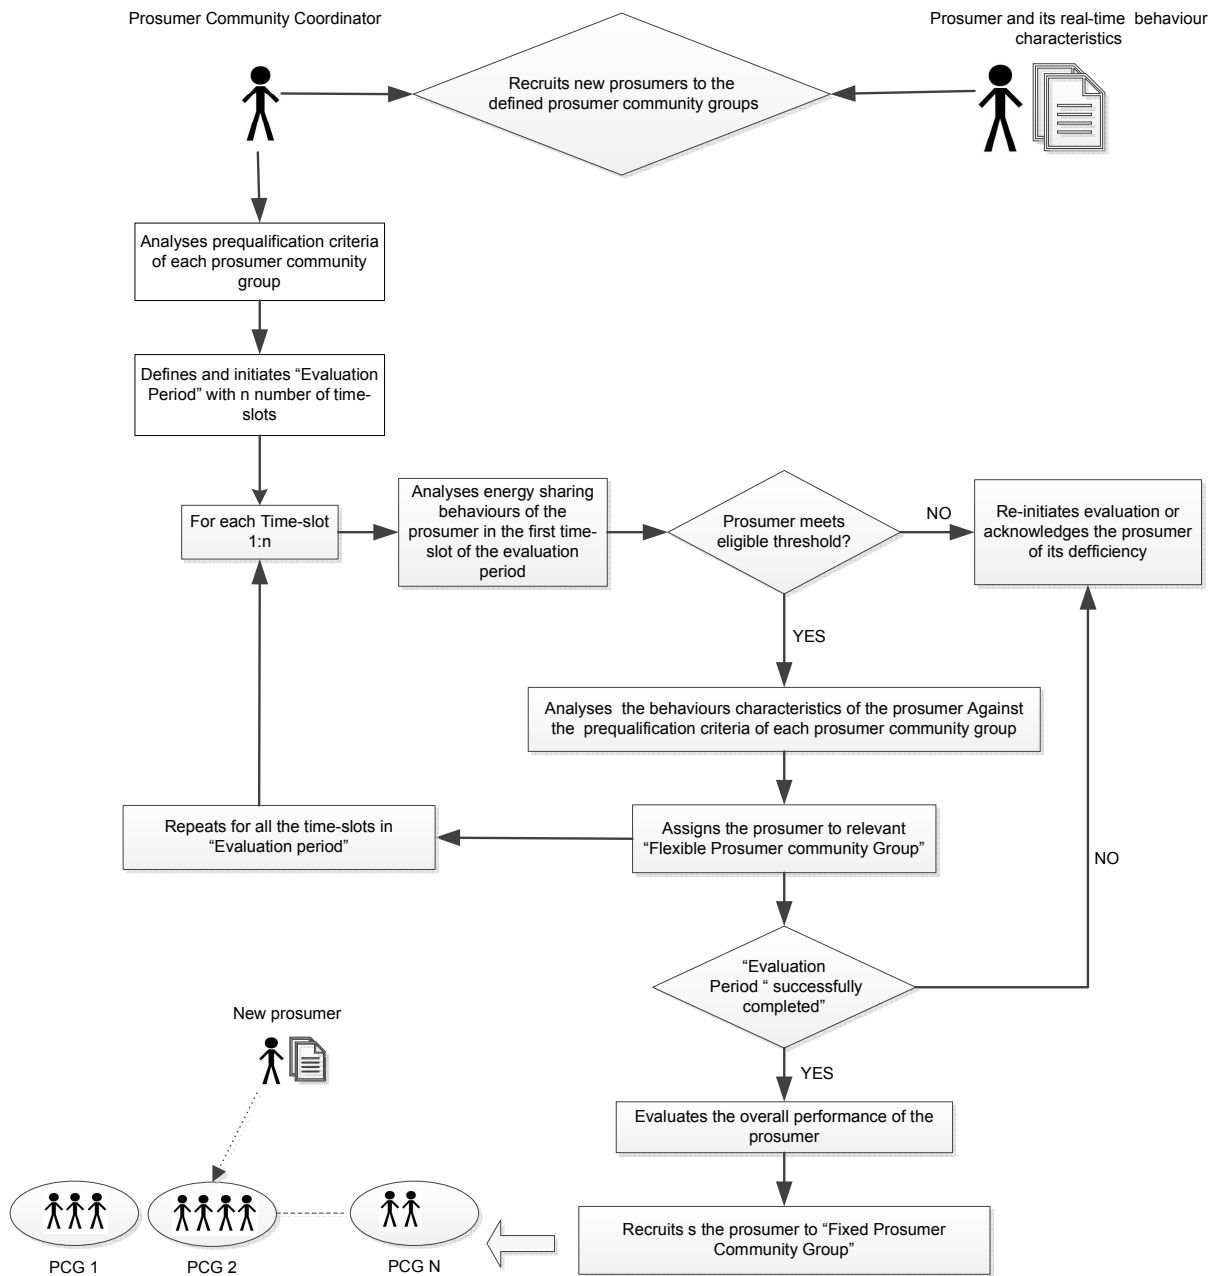 Prosumer Community Coordinator
Prosumer and its real-time behaviour
characteristics
Recruits new prosumers to the
defined prosumer community groups
Analyses prequalification criteria
of each prosumer community
group
Defines and initiates “Evaluation
Period” with n number of time-
slots
For each Time-slot
1:n
Analyses energy sharing
behaviours of the
prosumer in the first time-
slot of the evaluation
period
Prosumer meets
eligible threshold?
NO
Re-initiates evaluation or
acknowledges the prosumer
of its defficiency
YES
Analyses the behaviours characteristics of the prosumer Against
the prequalification criteria of each prosumer community group
Repeats for all the time-slots in
“Evaluation period”
Assigns the prosumer to relevant
“Flexible Prosumer community Group”
NO
“Evaluation
Period “ successfully
completed”
YES
New prosumer
Evaluates the overall performance of the
prosumer
Recruits s the prosumer to “Fixed Prosumer
Community Group”
PCG 1
PCG 2
PCG N